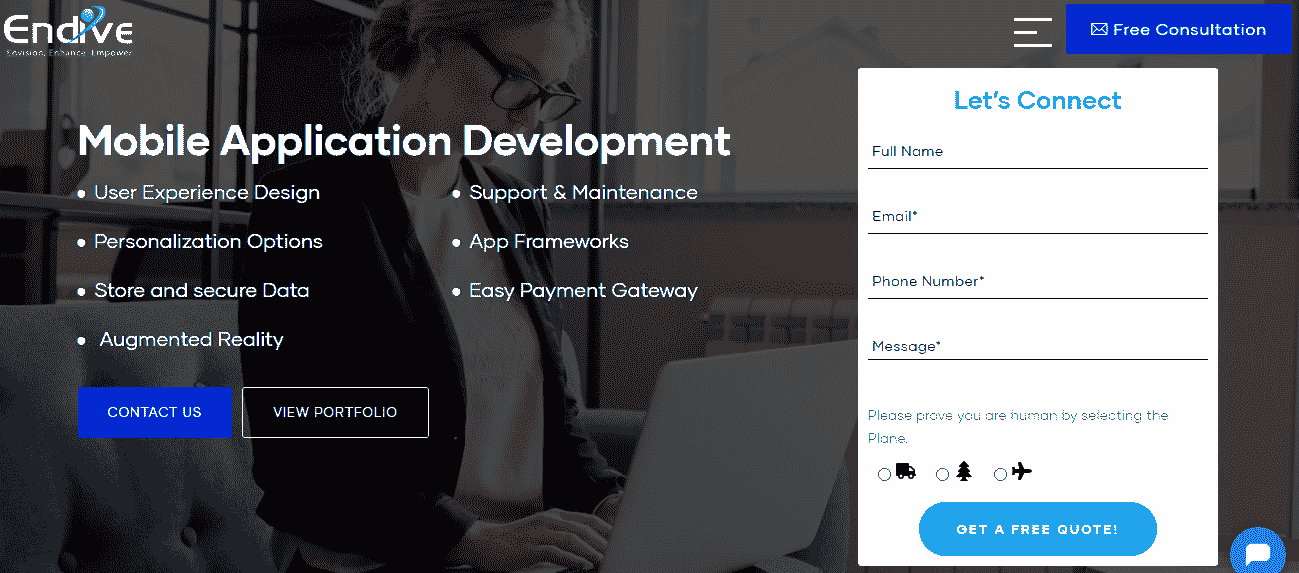 Endive
Envision, Enhance, Empower
Free Consultation
Mobile Application Development
User Experience Design
Support & Maintenance
Personalization Options
App Frameworks
Store and secure Data
Easy Payment Gateway
Augmented Reality
CONTACT US
VIEW PORTFOLIO
Let's Connect
Full Name
Email*
Phone Number*
Message*
Please prove you are human by selecting the
Plane.
GET A FREE QUOTE!